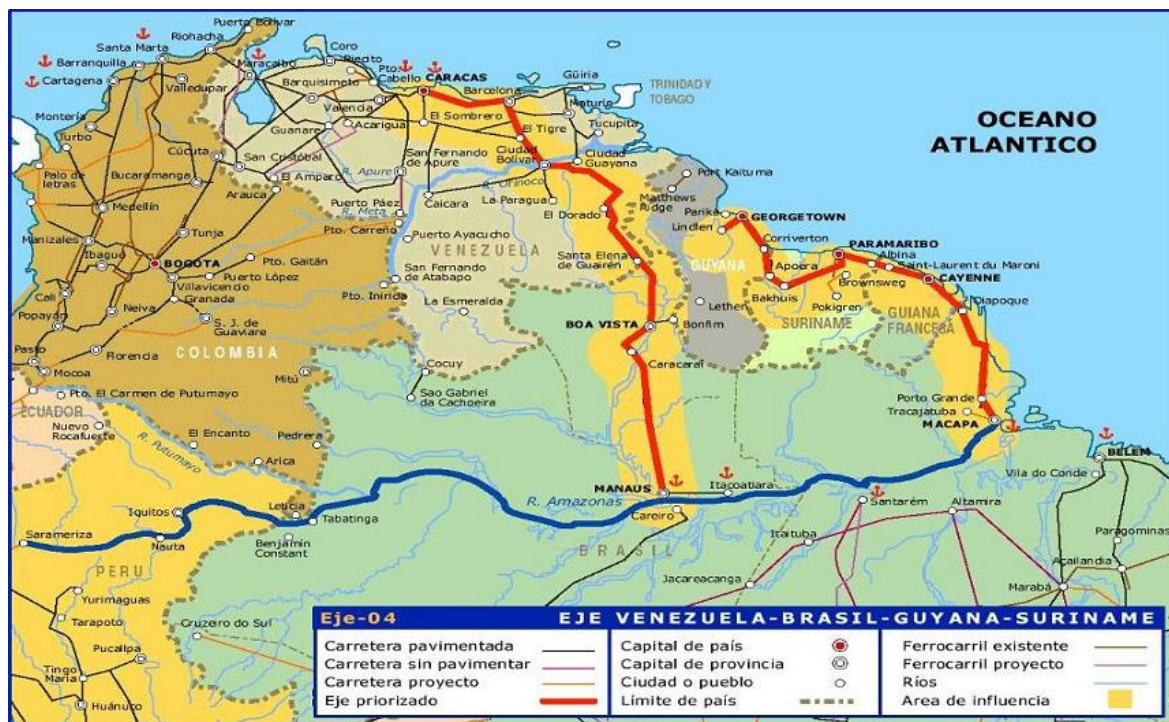 Puerto Bolívar
Riohacha
Santa Marta
Barranquilla
Cartagena
Valledupar
Maracaibo
Coro
Riecito
Pto.
Cabello
CARACAS
Barquisimeto
Valencia
Barcelona
Güiria
TRINIDAD Y
TOBAGO
OCEANO
ATLANTICO
Montería
Turbo
Guanare
Acarigua
El Sombrero
Maturín
Tucupita
El Tigre
Palo de
letras
Cúcuta
San Cristóbal
El Amparo
Bucaramanga
Arauca
R. Apure
San Fernando
de Apure
Ciudad
Bolívar
Ciudad
Guayana
R. Orinoco
La Paragua
El Dorado
Port Kaituma
Matthews
Ridge
Medellín
Puerto Páez
R. Meta
Caicara
Pto. Carreño
Parika
GEORGETOWN
Linden
Manizales
Tunja
Ibagué
BOGOTA
Pto. Gaitán
Puerto López
Villavicencio
Granada
Puerto Ayacucho
VENEZUELA
Santa Elena
de Guairén
GUYANA
Corriverton
PARAMARIBO
Albina
Saint-Laurent du Maroni
CAYENNE
Apoera
Brownsweg
Bakhuis
Pokigren
Oiapoque
Cali
Popayán
Neiva
San Fernando
de Atabapo
Pto. Inirida
La Esmeralda
Lethen
SURINAME
GUIANA
FRANCESA
S. J. de
Guaviare
BOA VISTA
Bonfim
Pasto
Mocoa
Florencia
COLOMBIA
Mitú
Cocuy
Caracaraí
Sao Gabriel
da Cachoeira
Porto Grande
Tracajatuba
MACAPA
Pto. El Carmen de Putumayo
ECUADOR
Nuevo
Rocafuerte
El Encanto
Pedrera
R. Putumayo
Arica
BELEM
Vila do Conde
MANAUS
Itacoatiara
R. Amazonas
Careiro
Santarém
Altamira
Iquitos
Leticia
Tabatinga
Sarameriza
Nauta
Benjamin
Constant
BRASIL
Itaituba
Paragominas
Jacareacanga
Açailandia
Marabá
PERU
Yurimaguas
Tarapoto
Cruzeiro do Sul
Pucallpa
Tingo
María
Huánuco
Eje-04 EJE VENEZUELA-BRASIL-GUYANA-SURINAME
Carretera pavimentada
Carretera sin pavimentar
Carretera proyecto
Eje priorizado
Capital de país
Capital de provincia
Ciudad o pueblo
Límite de país
Ferrocarril existente
Ferrocarril proyecto
Ríos
Area de influencia